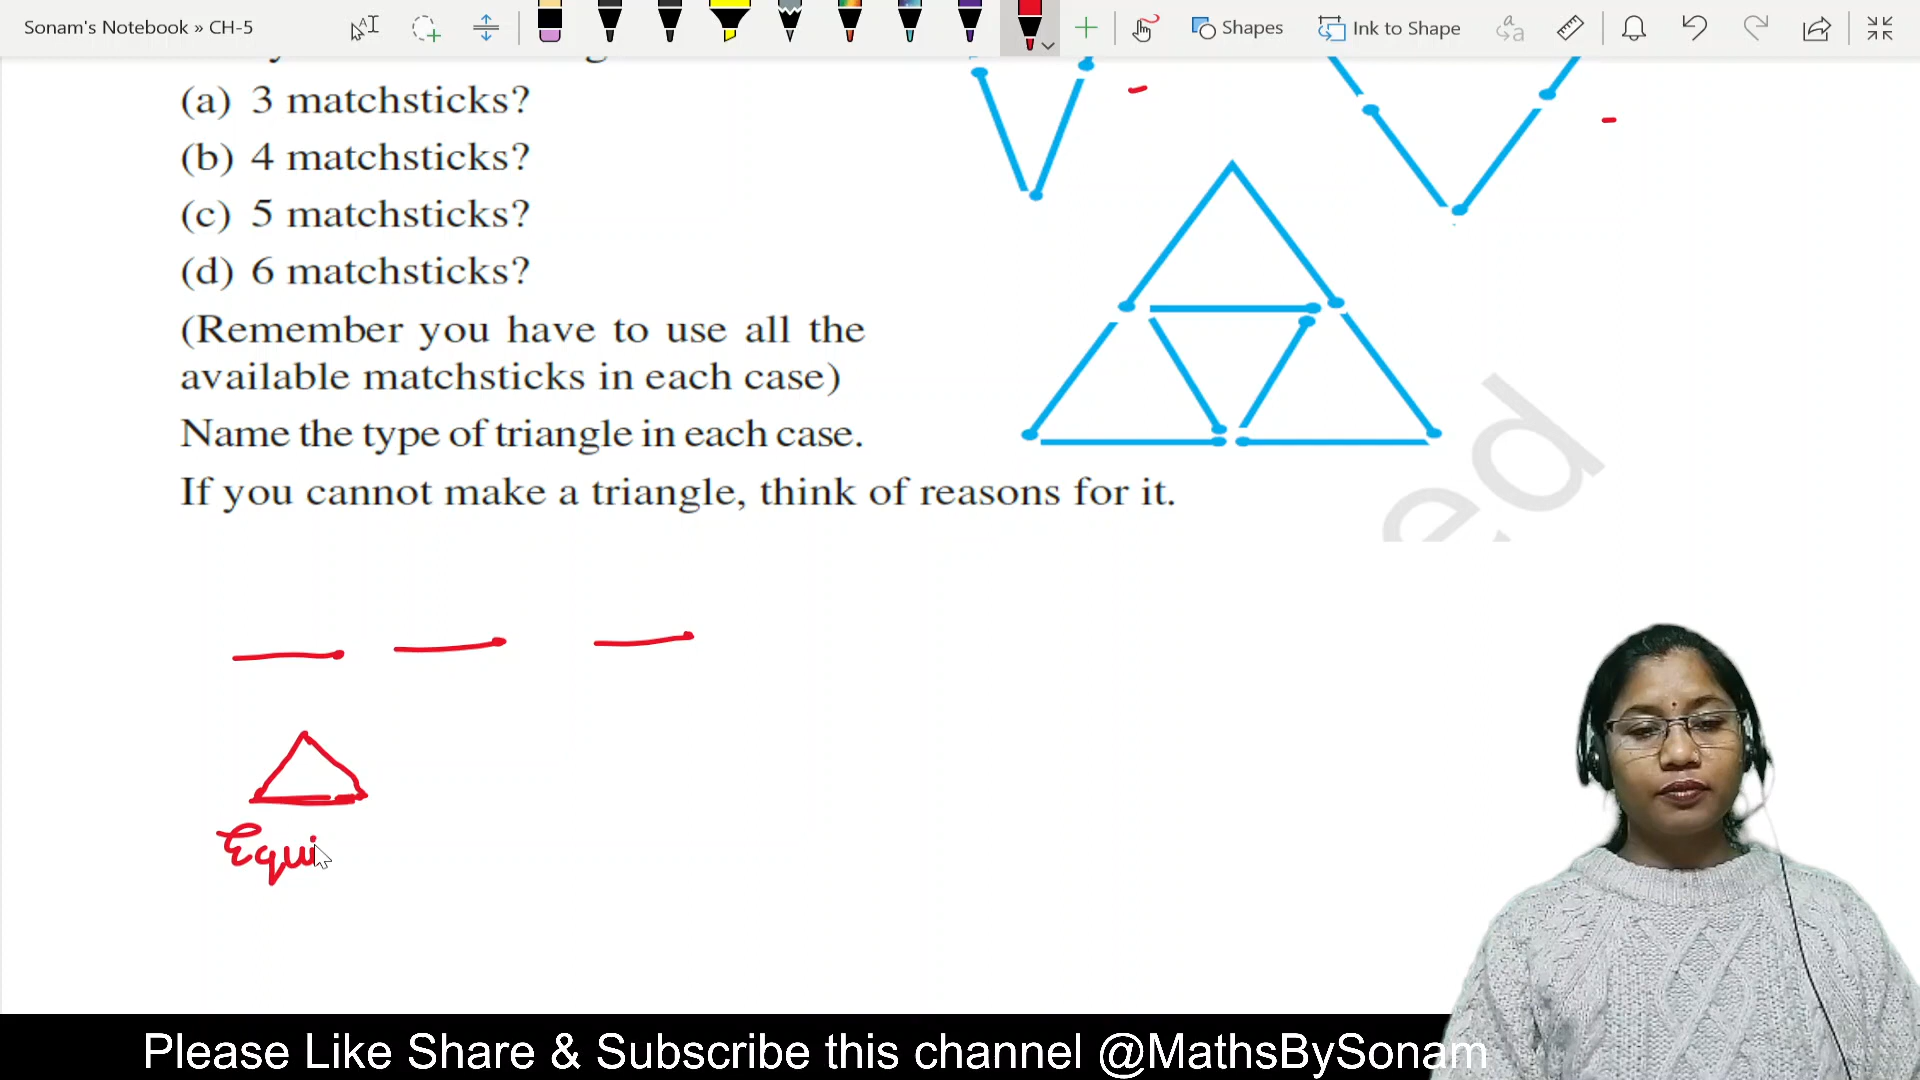 Sonam's Notebook » CH-5
Shapes
Ink to Shape
(a) 3 matchsticks?
(b) 4 matchsticks?
(c) 5 matchsticks?
(d) 6 matchsticks?
(Remember you have to use all the
available matchsticks in each case)
Name the type of triangle in each case.
If you cannot make a triangle, think of reasons for it.
ed
Equi
Please Like Share & Subscribe this channel @MathsBySonam